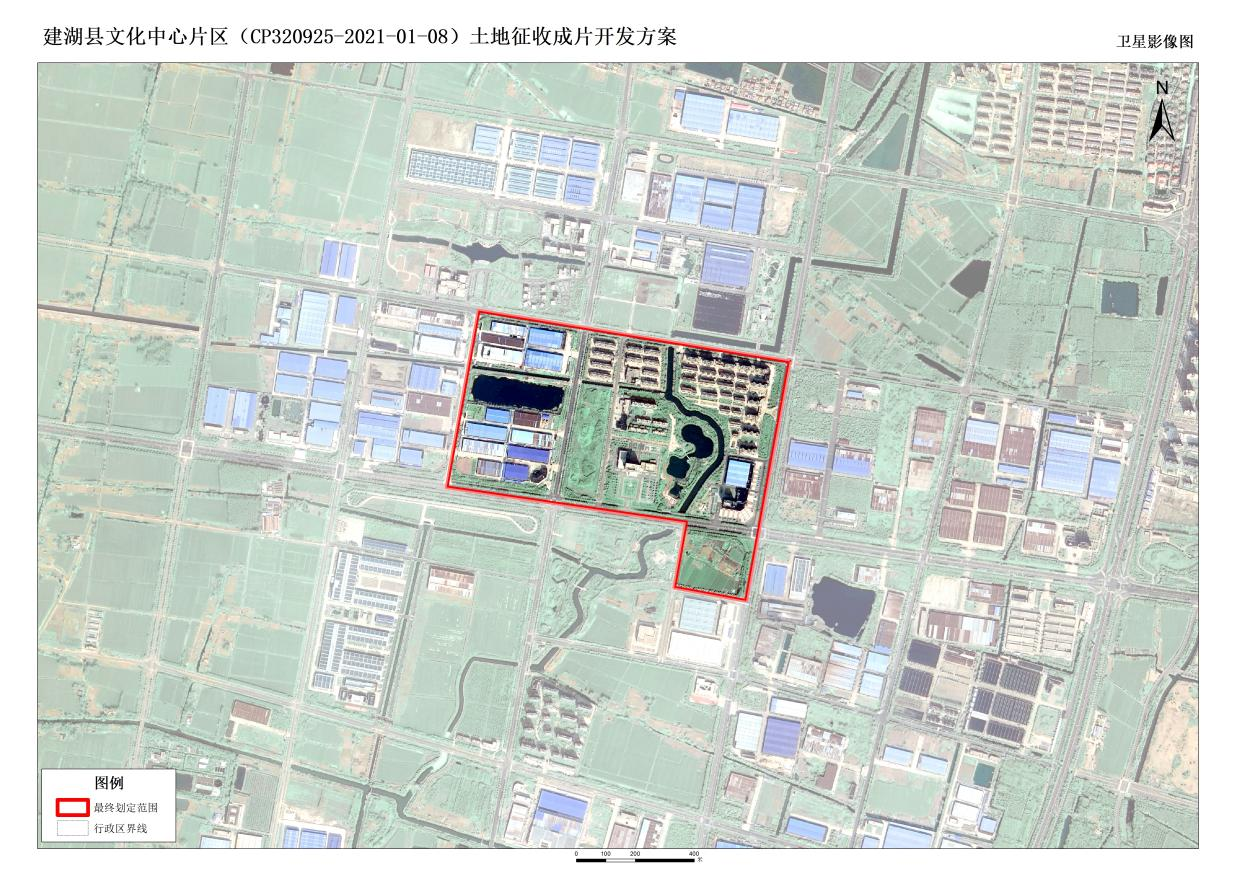 建湖县文化中心片区（CP320925-2021-01-08）土地征收成片开发方案
卫星影像图
N
图例
最终划定范围
行政区界线
0 100 200 400 米